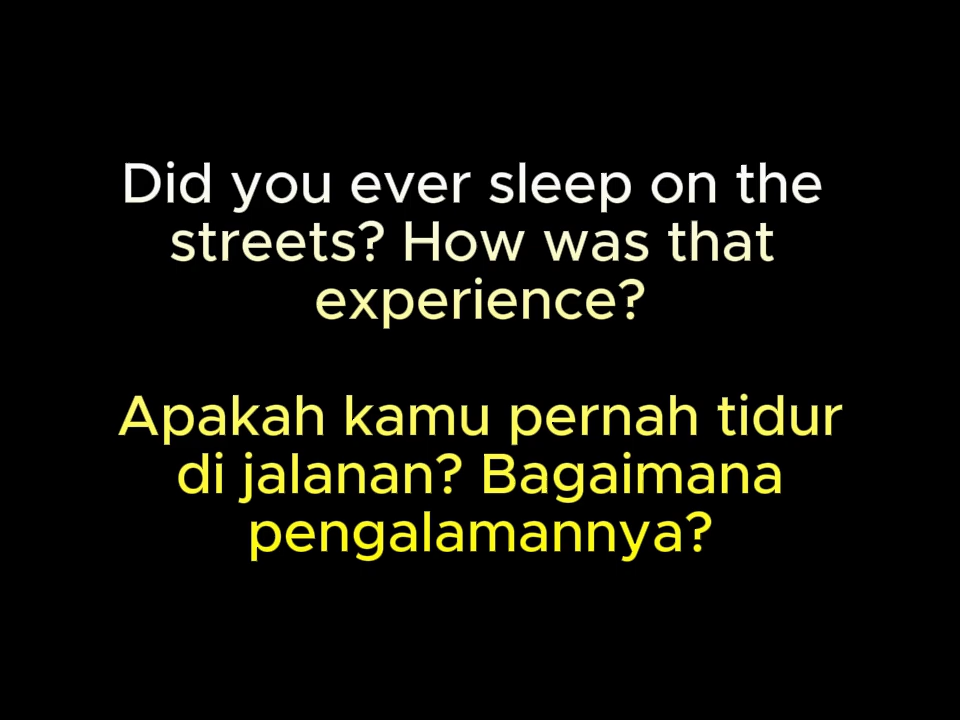 Did you ever sleep on the
streets? How was that
experience?
Apakah kamu pernah tidur
di jalanan? Bagaimana
pengalamannya?